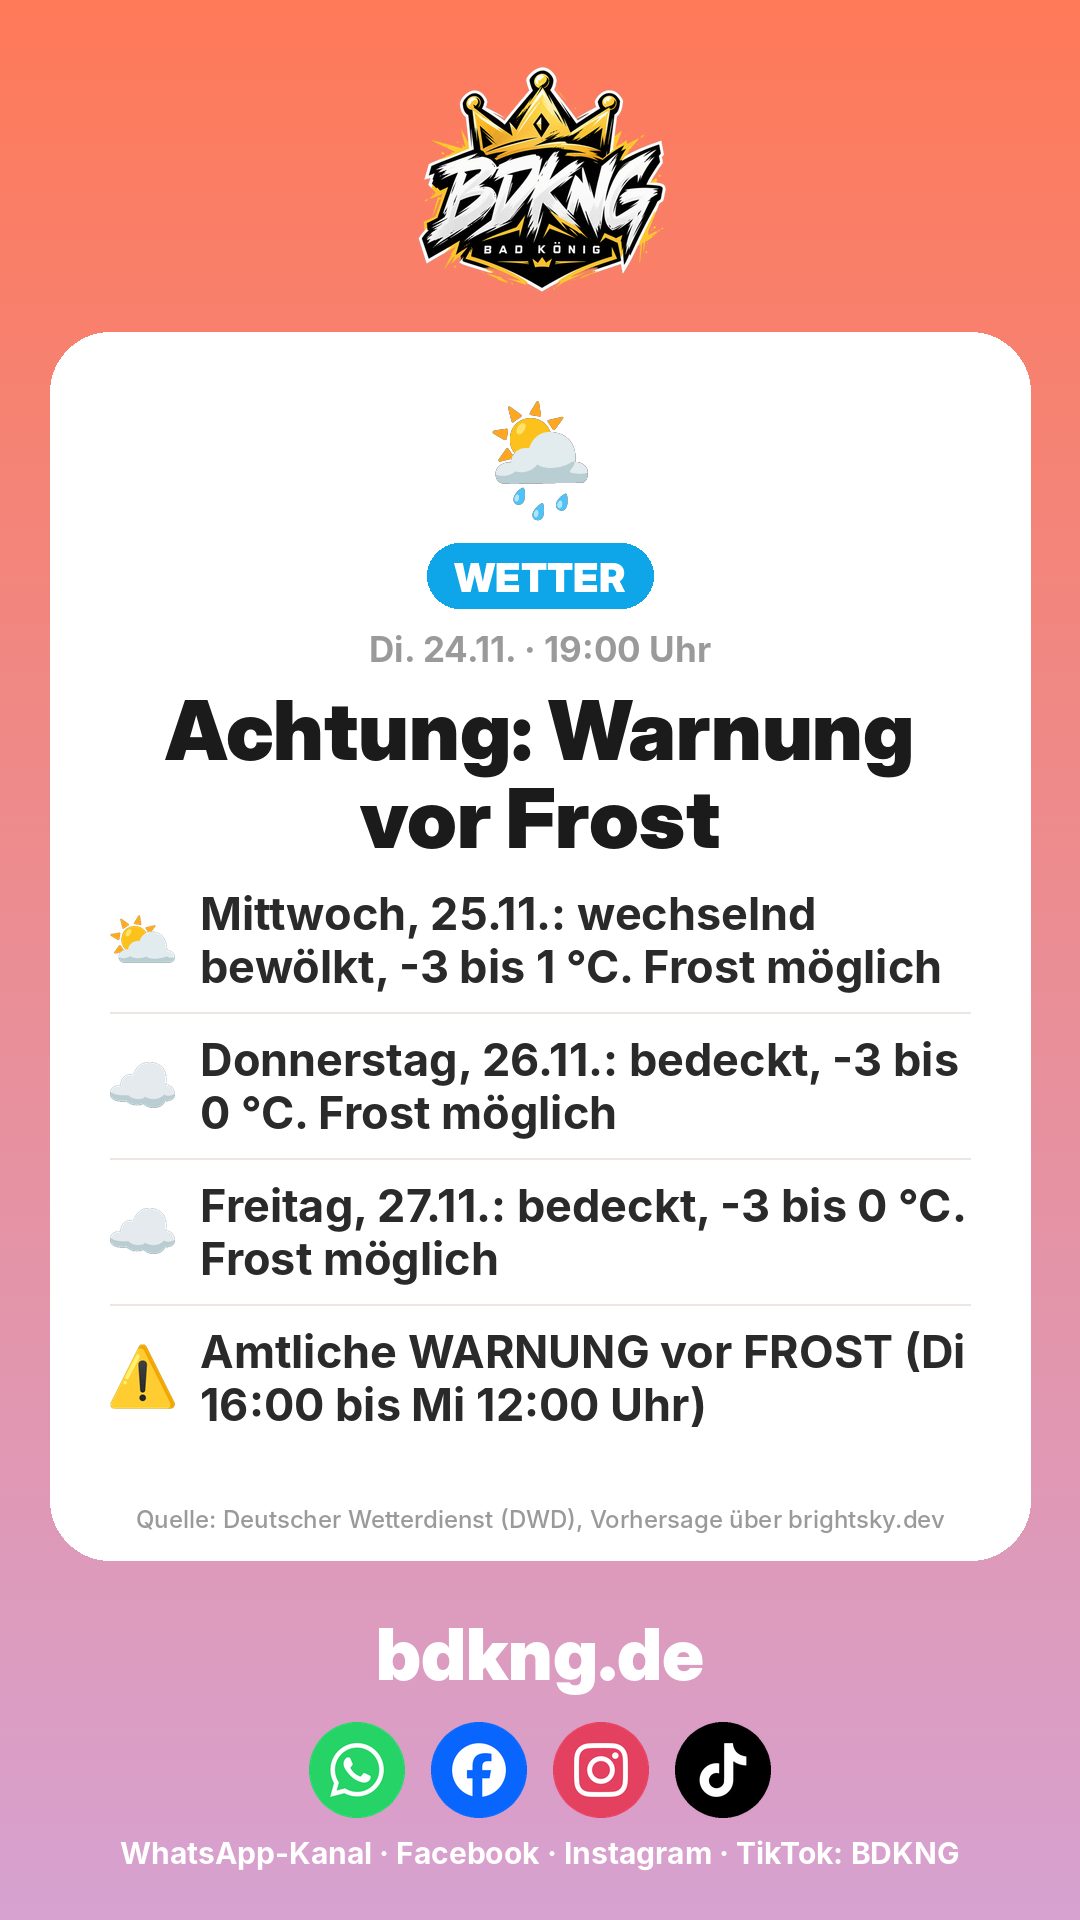 BDKNG
BAD KÖNIG
WETTER
Di. 24.11. · 19:00 Uhr
Achtung: Warnung
vor Frost
Mittwoch, 25.11.: wechselnd
bewölkt, -3 bis 1 °C. Frost möglich
Donnerstag, 26.11.: bedeckt, -3 bis
0 °C. Frost möglich
Freitag, 27.11.: bedeckt, -3 bis 0 °C.
Frost möglich
Amtliche WARNUNG vor FROST (Di
16:00 bis Mi 12:00 Uhr)
Quelle: Deutscher Wetterdienst (DWD), Vorhersage über brightsky.dev
bdkng.de
WhatsApp-Kanal · Facebook · Instagram · TikTok: BDKNG